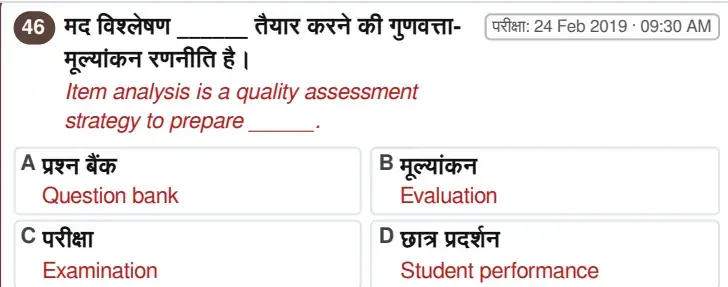 46 मद विश्लेषण ______ तैयार करने की गुणवत्ता- परीक्षा: 24 Feb 2019 · 09:30 AM
मूल्यांकन रणनीति है।
Item analysis is a quality assessment
strategy to prepare ______.
A प्रश्न बैंक
Question bank
B मूल्यांकन
Evaluation
C परीक्षा
Examination
D छात्र प्रदर्शन
Student performance